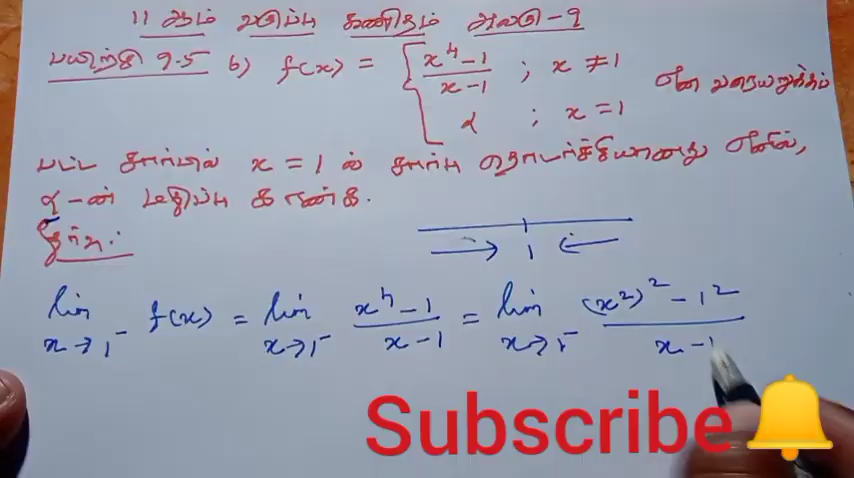 11 ஆம் வகுப்பு கணிதம் அலகு-9
பயிற்சி 9.5 6) f(x) = { x⁴-1 / x-1 ; x ≠ 1
α ; x = 1 என வரையறுக்கப்
பட்ட சார்பில் x = 1 ல் சார்பு தொடர்ச்சியானது எனில்,
α-ன் மதிப்பு காண்க.
தீர்வு:
1
lim x→1⁻ f(x) = lim x→1⁻ x⁴-1 / x-1 = lim x→1⁻ (x²)²-1² / x-1
Subscribe